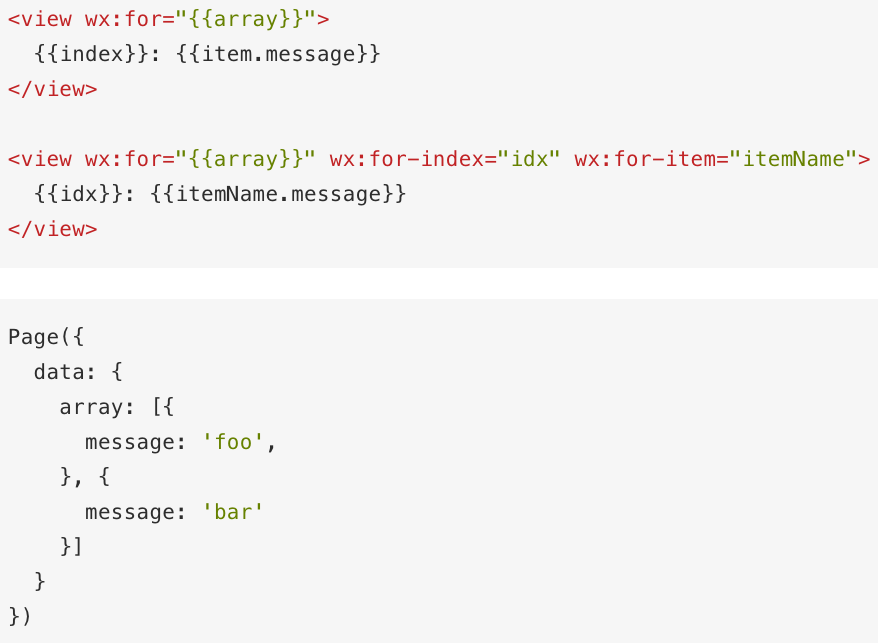 <view wx:for="{{array}}">
  {{index}}: {{item.message}}
</view>
<view wx:for="{{array}}" wx:for-index="idx" wx:for-item="itemName">
  {{idx}}: {{itemName.message}}
</view>
Page({
  data: {
    array: [{
      message: 'foo',
    }, {
      message: 'bar'
    }]
  }
})